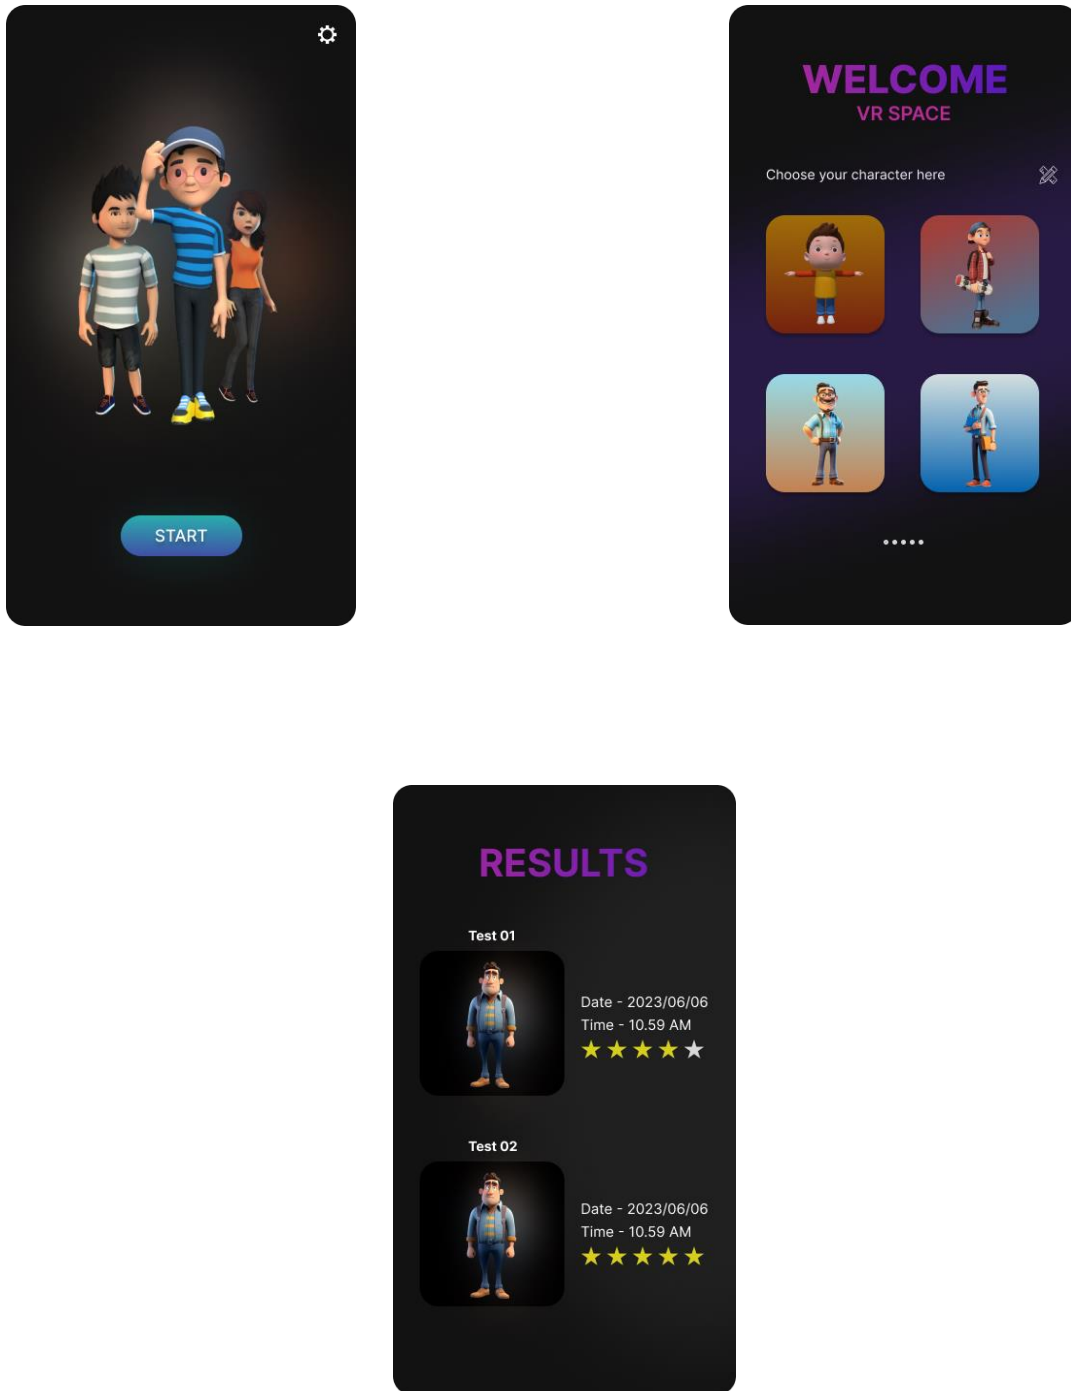 START
WELCOME
VR SPACE
Choose your character here
RESULTS
Test 01
Date - 2023/06/06
Time - 10.59 AM
Test 02
Date - 2023/06/06
Time - 10.59 AM